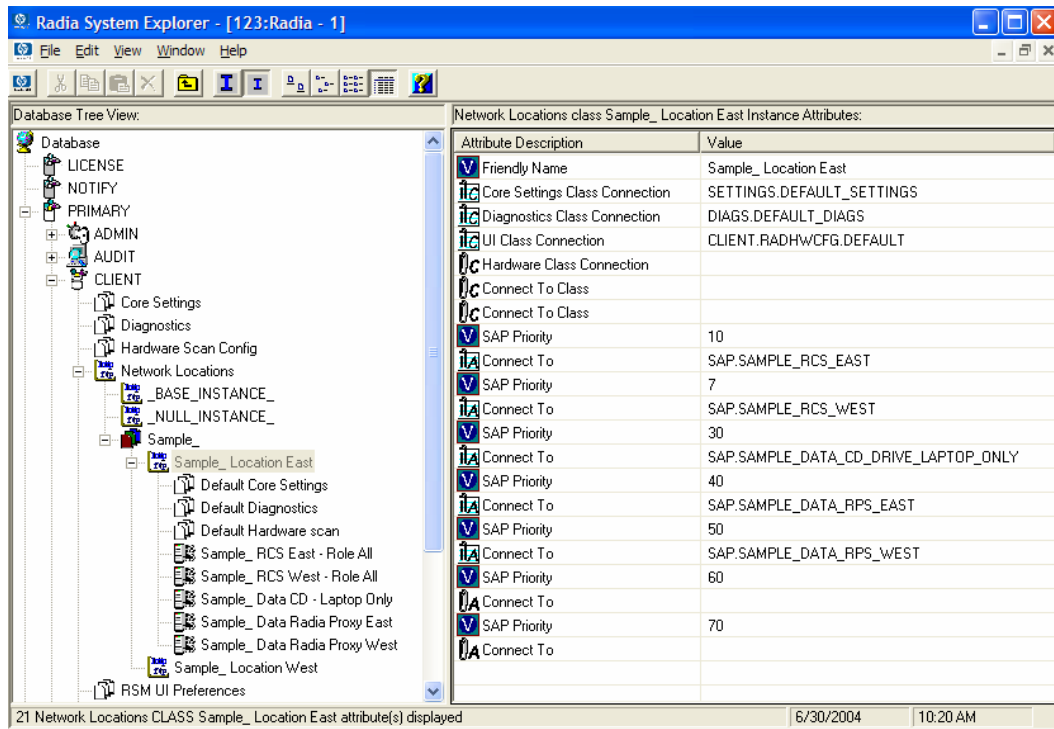 Radia System Explorer - [123:Radia - 1]
File Edit View Window Help
Database Tree View:
Database
LICENSE
NOTIFY
PRIMARY
ADMIN
AUDIT
CLIENT
Core Settings
Diagnostics
Hardware Scan Config
Network Locations
_BASE_INSTANCE_
_NULL_INSTANCE_
Sample_
Sample_ Location East
Default Core Settings
Default Diagnostics
Default Hardware scan
Sample_ RCS East - Role All
Sample_ RCS West - Role All
Sample_ Data CD - Laptop Only
Sample_ Data Radia Proxy East
Sample_ Data Radia Proxy West
Sample_ Location West
RSM UI Preferences
Network Locations class Sample_ Location East Instance Attributes:
Attribute Description Value
Friendly Name Sample_ Location East
Core Settings Class Connection SETTINGS.DEFAULT_SETTINGS
Diagnostics Class Connection DIAGS.DEFAULT_DIAGS
UI Class Connection CLIENT.RADHWCFG.DEFAULT
Hardware Class Connection
Connect To Class
Connect To Class
SAP Priority 10
Connect To SAP.SAMPLE_RCS_EAST
SAP Priority 7
Connect To SAP.SAMPLE_RCS_WEST
SAP Priority 30
Connect To SAP.SAMPLE_DATA_CD_DRIVE_LAPTOP_ONLY
SAP Priority 40
Connect To SAP.SAMPLE_DATA_RPS_EAST
SAP Priority 50
Connect To SAP.SAMPLE_DATA_RPS_WEST
SAP Priority 60
Connect To
SAP Priority 70
Connect To
21 Network Locations CLASS Sample_ Location East attribute(s) displayed 6/30/2004 10:20 AM